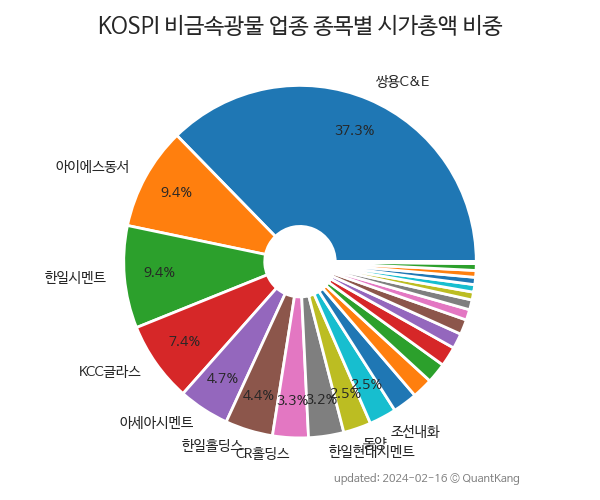 KOSPI 비금속광물 업종 종목별 시가총액 비중
쌍용C&E
37.3%
아이에스동서
9.4%
한일시멘트
9.4%
KCC글라스
7.4%
아세아시멘트
4.7%
한일홀딩스
4.4%
CR홀딩스
3.3%
한일현대시멘트
3.2%
동양
2.5%
조선내화
2.5%
updated: 2024-02-16 © QuantKang